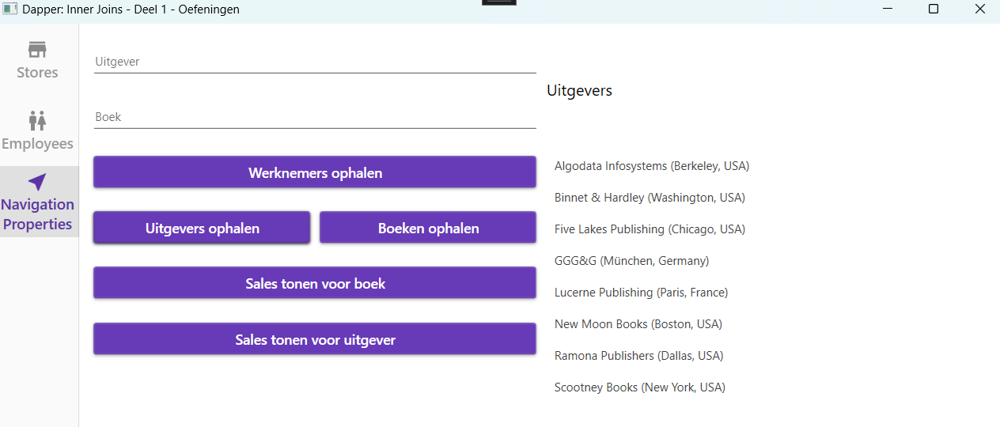 Dapper: Inner Joins - Deel 1 - Oefeningen
Stores
Employees
Navigation
Properties
Uitgever
Boek
Werknemers ophalen
Uitgevers ophalen
Boeken ophalen
Sales tonen voor boek
Sales tonen voor uitgever
Uitgevers
Algodata Infosystems (Berkeley, USA)
Binnet & Hardley (Washington, USA)
Five Lakes Publishing (Chicago, USA)
GGG&G (München, Germany)
Lucerne Publishing (Paris, France)
New Moon Books (Boston, USA)
Ramona Publishers (Dallas, USA)
Scootney Books (New York, USA)